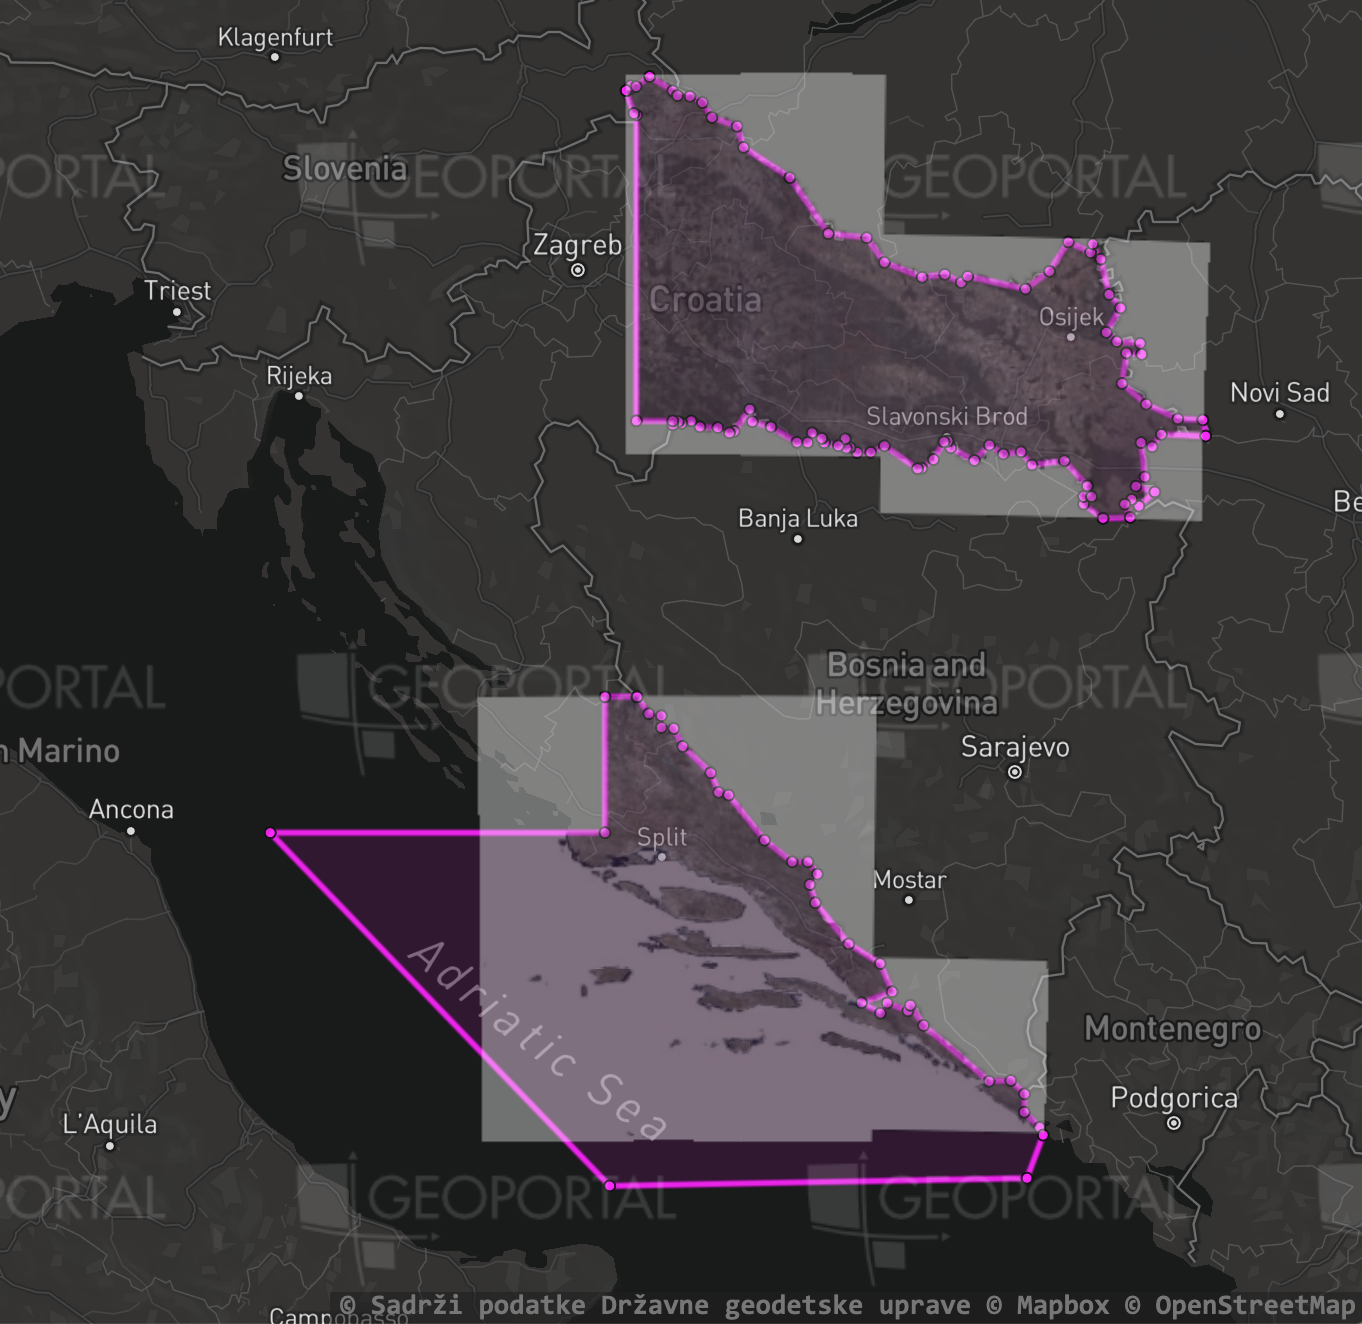 Klagenfurt
Slovenia
PORTAL
GEOPORTAL
GEOPORTAL
Zagreb
Triest
Croatia
Osijek
Rijeka
Novi Sad
Slavonski Brod
Banja Luka
Be
Bosnia and
Herzegovina
PORTAL
GEOPORTAL
GEOPORTAL
n Marino
Sarajevo
Ancona
Split
Mostar
Adriatic Sea
Montenegro
y
Podgorica
L'Aquila
PORTAL
GEOPORTAL
GEOPORTAL
Campobasso
© Sadrži podatke Državne geodetske uprave © Mapbox © OpenStreetMap